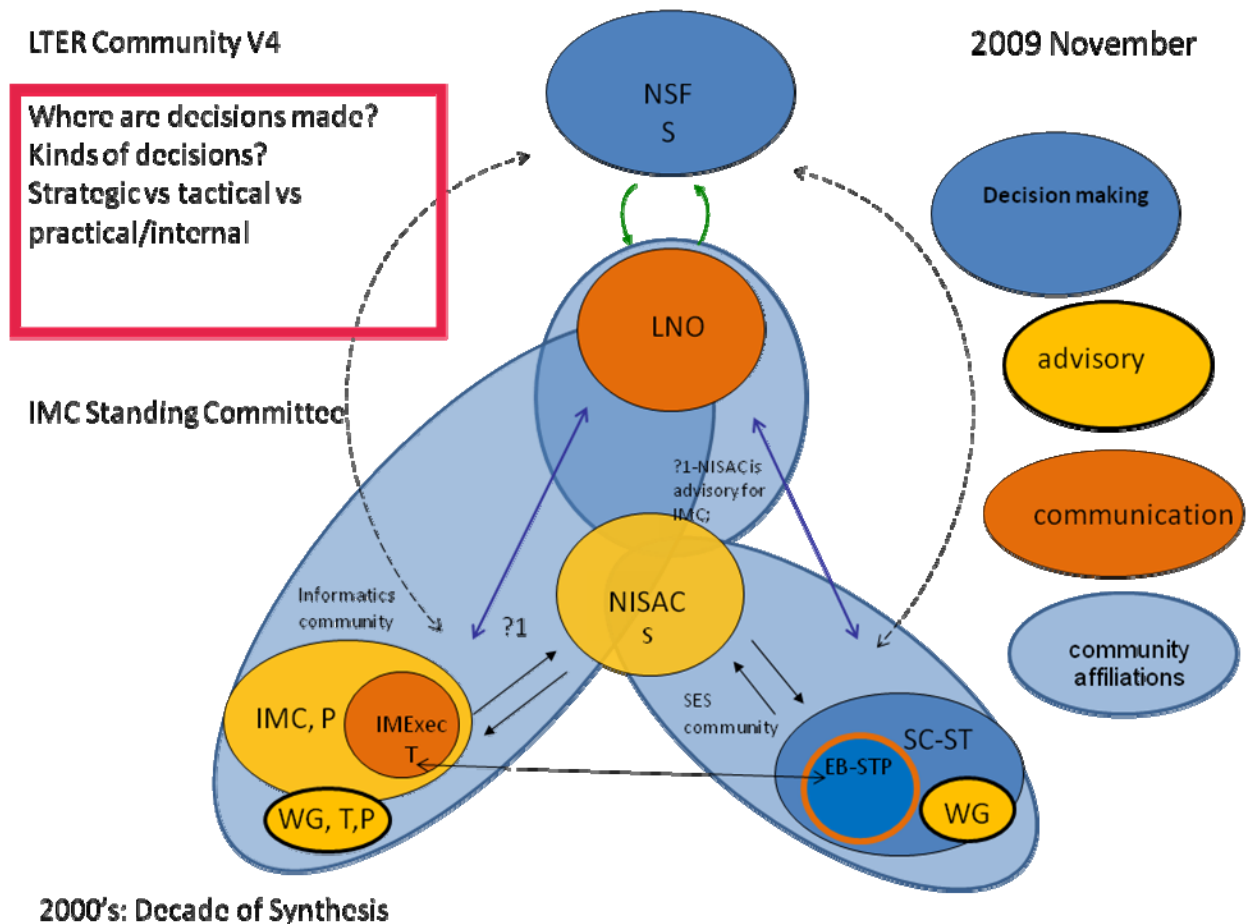 LTER Community V4
2009 November
Where are decisions made?
Kinds of decisions?
Strategic vs tactical vs
practical/internal
NSF
S
Decision making
advisory
communication
community
affiliations
LNO
IMC Standing Committee
?1-NISAC is
advisory for
IMC;
NISAC
S
Informatics
community
?1
IMC, P
IMExec
T
WG, T,P
SES
community
SC-ST
EB-STP
WG
2000's: Decade of Synthesis